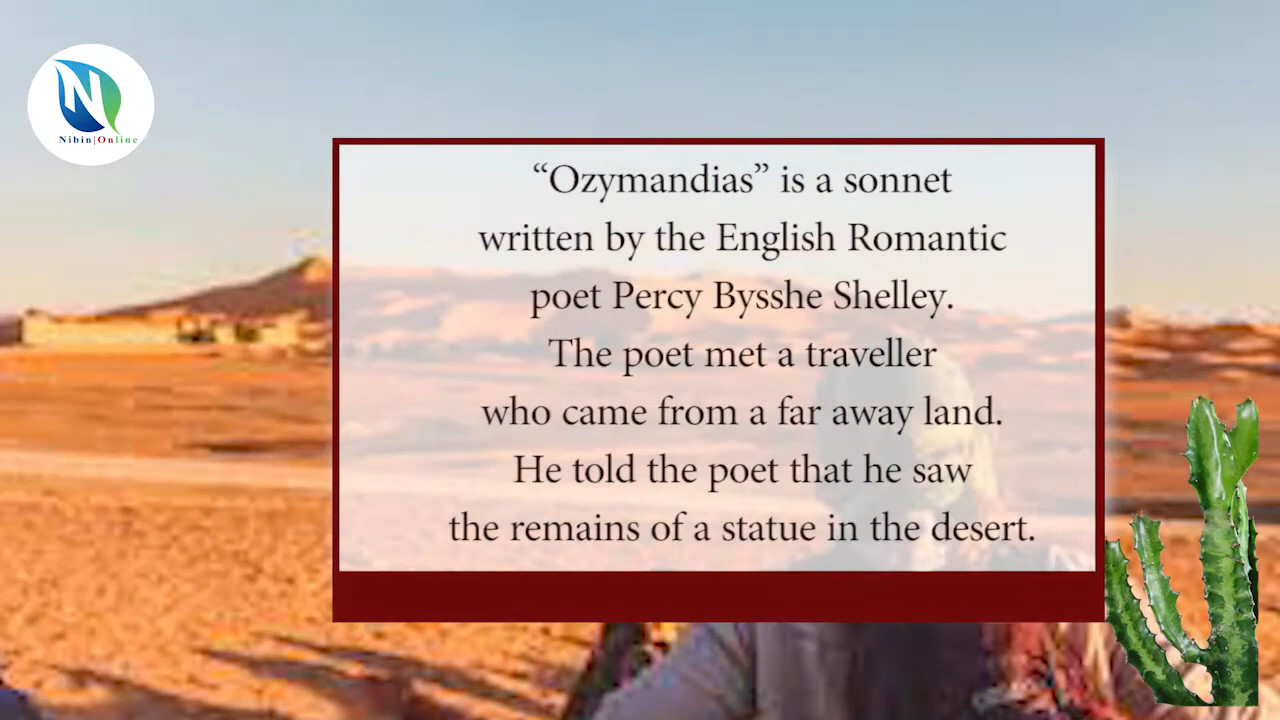 N
Nibin|Online
“Ozymandias” is a sonnet
written by the English Romantic
poet Percy Bysshe Shelley.
The poet met a traveller
who came from a far away land.
He told the poet that he saw
the remains of a statue in the desert.